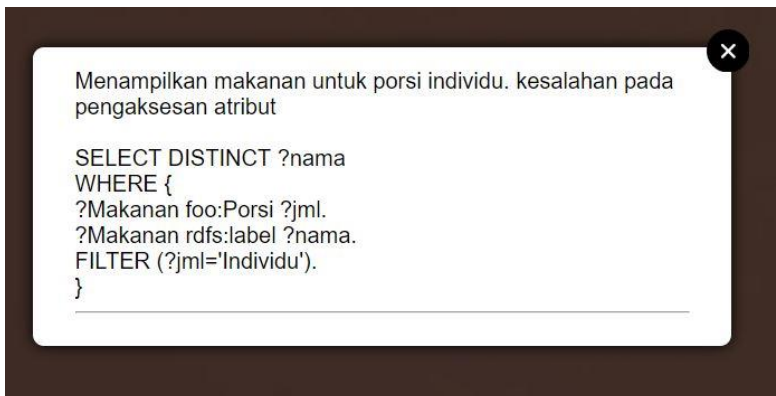 Menampilkan makanan untuk porsi individu. kesalahan pada
pengaksesan atribut
SELECT DISTINCT ?nama
WHERE {
?Makanan foo:Porsi ?jml.
?Makanan rdfs:label ?nama.
FILTER (?jml='Individu').
}